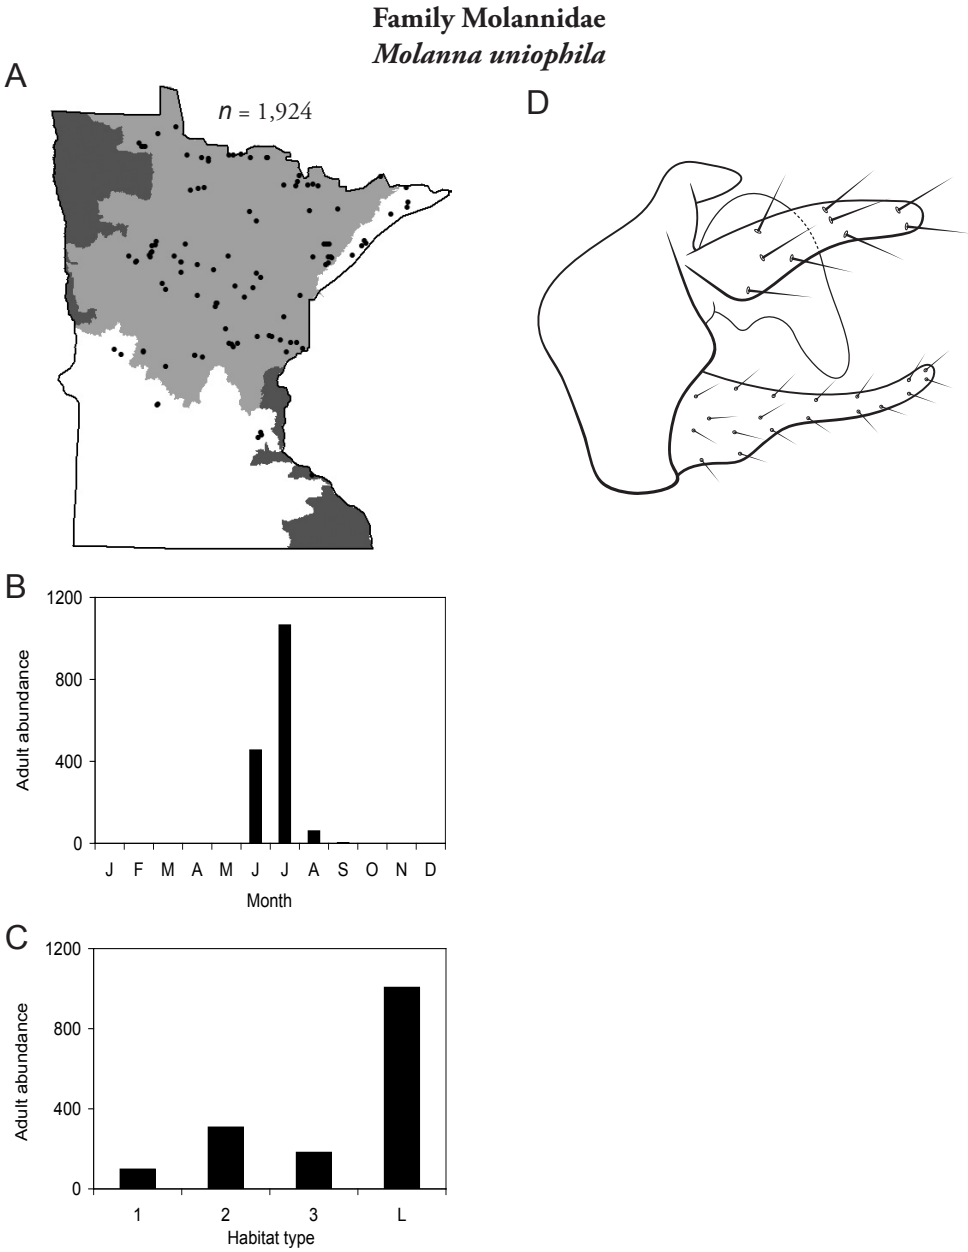 Family Molannidae
Molanna uniophila
A
n = 1,924
D
B
1200
800
400
0
Adult abundance
J F M A M J J A S O N D
Month
C
1200
800
400
0
Adult abundance
1 2 3 L
Habitat type